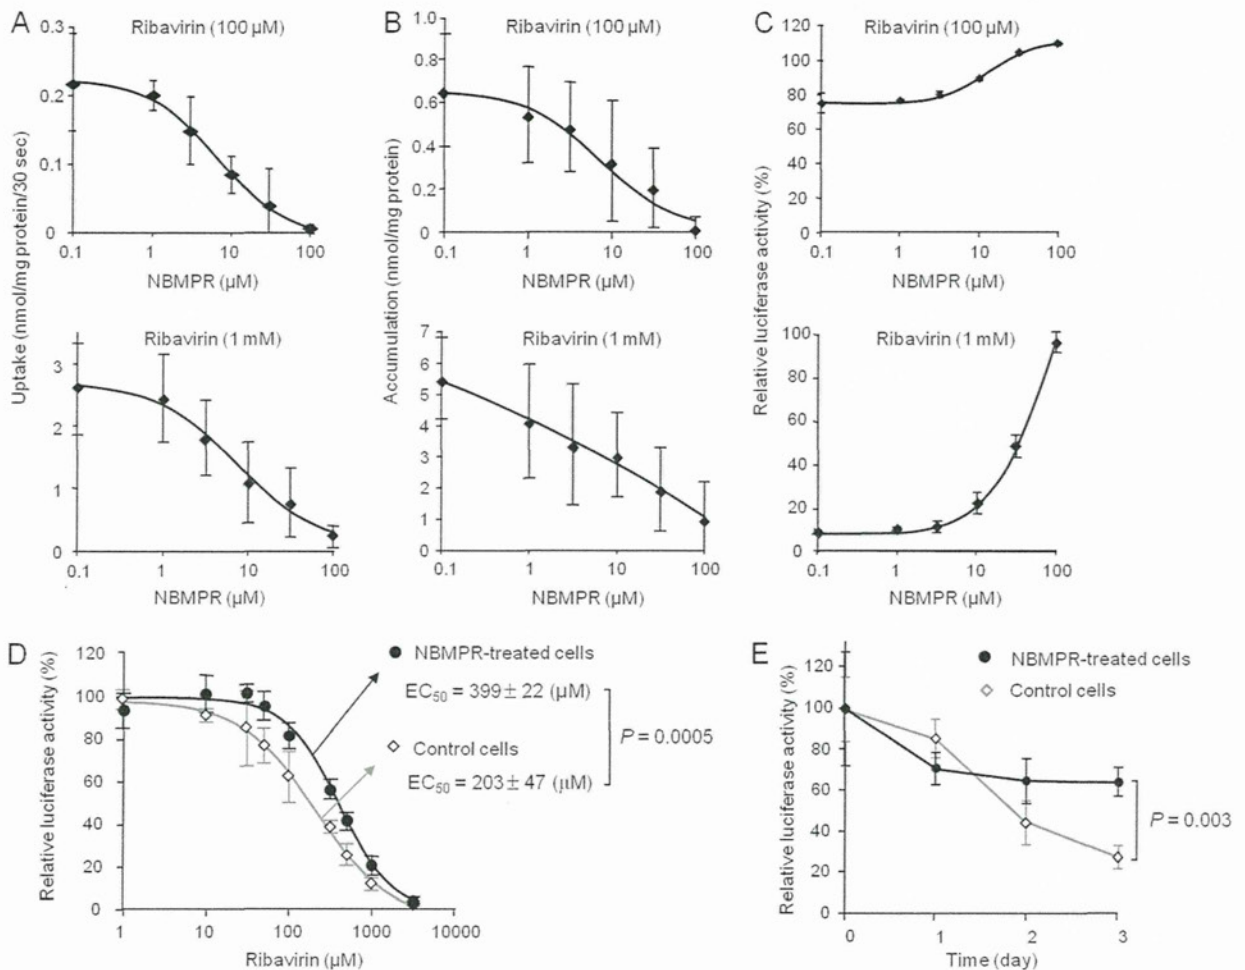 A
Ribavirin (100 µM)
0.3
0.2
0.1
0
0.1
1
10
100
NBMPR (µM)
Uptake (nmol/mg protein/30 sec)
Ribavirin (1 mM)
3
2
1
0
0.1
1
10
100
NBMPR (µM)
B
Ribavirin (100 µM)
1.0
0.8
0.6
0.4
0.2
0
0.1
1
10
100
NBMPR (µM)
Accumulation (nmol/mg protein)
Ribavirin (1 mM)
7
6
5
4
3
2
1
0
0.1
1
10
100
NBMPR (µM)
C
Ribavirin (100 µM)
120
100
80
60
40
20
0
0.1
1
10
100
NBMPR (µM)
Relative luciferase activity (%)
Ribavirin (1 mM)
100
80
60
40
20
0
0.1
1
10
100
NBMPR (µM)
D
Relative luciferase activity (%)
120
100
80
60
40
20
0
1
10
100
1000
10000
Ribavirin (µM)
NBMPR-treated cells
EC50 = 399 ± 22 (µM)
Control cells
EC50 = 203 ± 47 (µM)
P = 0.0005
E
Relative luciferase activity (%)
120
100
80
60
40
20
0
0
1
2
3
Time (day)
NBMPR-treated cells
Control cells
P = 0.003